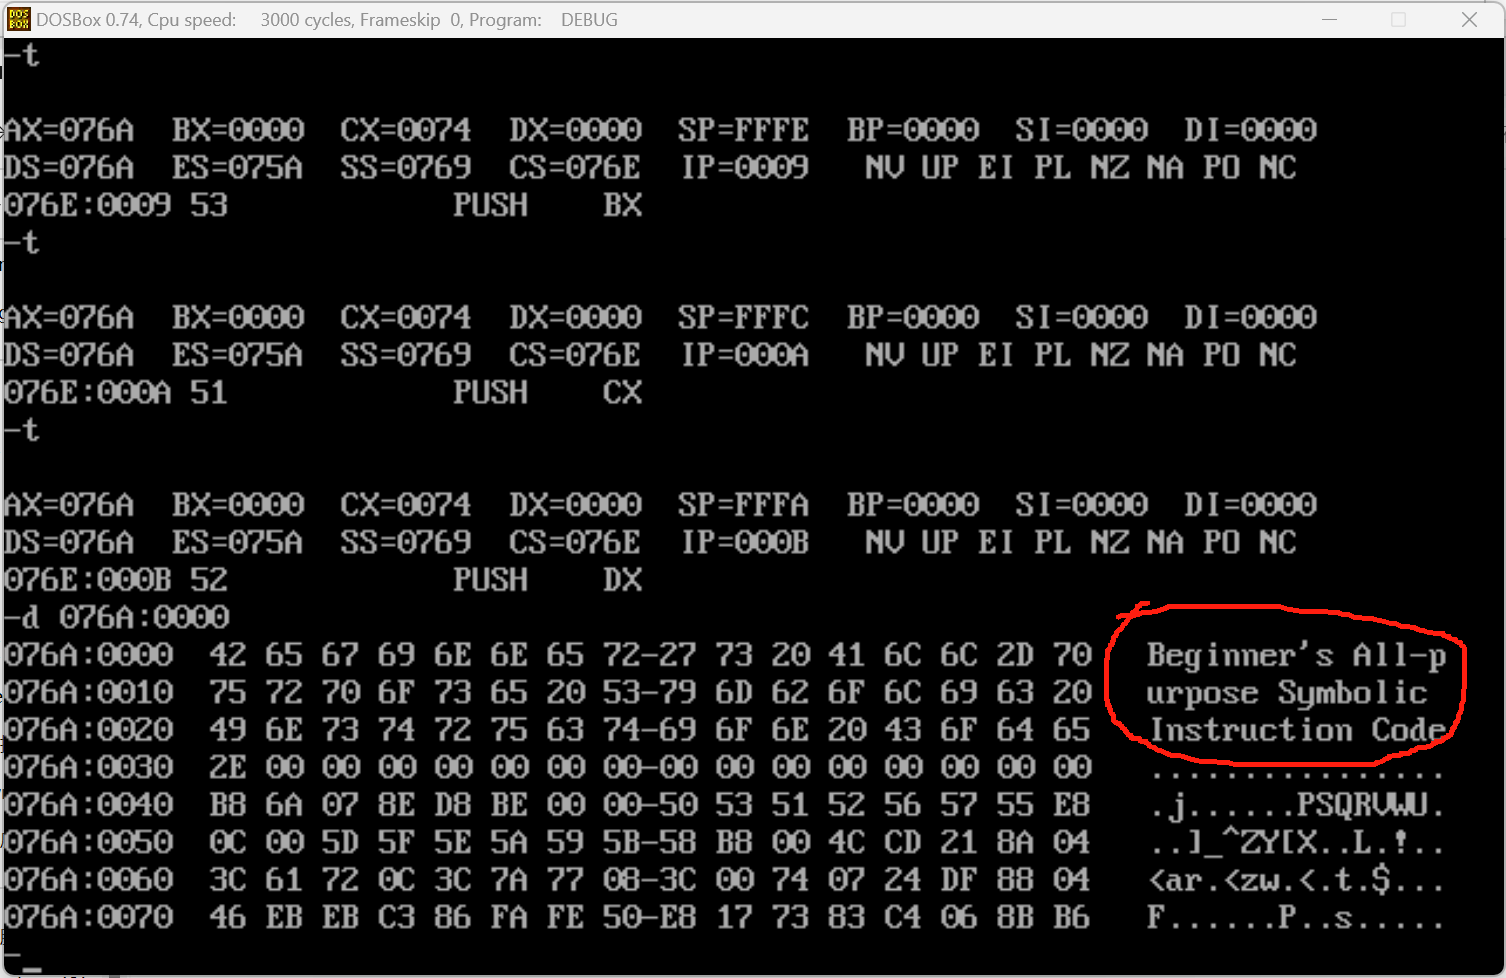 DOSBox 0.74, Cpu speed: 3000 cycles, Frameskip 0, Program: DEBUG
-t
AX=076A BX=0000 CX=0074 DX=0000 SP=FFFE BP=0000 SI=0000 DI=0000
DS=076A ES=075A SS=0769 CS=076E IP=0009 NV UP EI PL NZ NA PO NC
076E:0009 53 PUSH BX
-t
AX=076A BX=0000 CX=0074 DX=0000 SP=FFFC BP=0000 SI=0000 DI=0000
DS=076A ES=075A SS=0769 CS=076E IP=000A NV UP EI PL NZ NA PO NC
076E:000A 51 PUSH CX
-t
AX=076A BX=0000 CX=0074 DX=0000 SP=FFFA BP=0000 SI=0000 DI=0000
DS=076A ES=075A SS=0769 CS=076E IP=000B NV UP EI PL NZ NA PO NC
076E:000B 52 PUSH DX
-d 076A:0000
076A:0000 42 65 67 69 6E 6E 65 72-27 73 20 41 6C 6C 2D 70 Beginner's All-p
076A:0010 75 72 70 6F 73 65 20 53-79 6D 62 6F 6C 69 63 20 urpose Symbolic
076A:0020 49 6E 73 74 72 75 63 74-69 6F 6E 20 43 6F 64 65 Instruction Code
076A:0030 2E 00 00 00 00 00 00 00-00 00 00 00 00 00 00 00 ................
076A:0040 B8 6A 07 8E D8 BE 00 00-50 53 51 52 56 57 55 E8 .j......PSQRVWU.
076A:0050 0C 00 5D 5F 5E 5A 59 5B-58 B8 00 4C CD 21 8A 04 ..]_^ZY[X..L.!..
076A:0060 3C 61 72 0C 3C 7A 77 08-3C 00 74 07 24 DF 88 04 <ar.<zw.<.t.$...
076A:0070 46 EB EB C3 86 FA FE 50-E8 17 73 83 C4 06 8B B6 F......P..s.....
-_